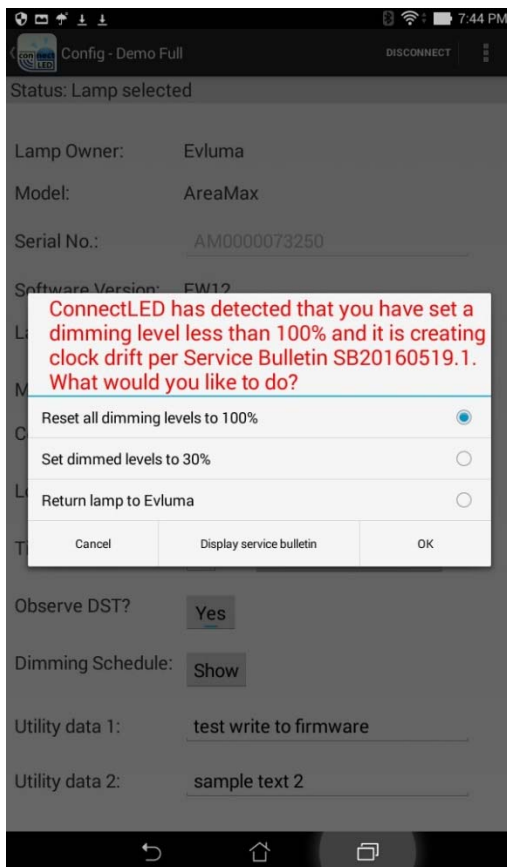 7:44 PM
connect
LED
Config - Demo Full
DISCONNECT
Status: Lamp selected
Lamp Owner: Evluma
Model: AreaMax
Serial No.: AM0000073250
Software Version: FW12
ConnectLED has detected that you have set a
dimming level less than 100% and it is creating
clock drift per Service Bulletin SB20160519.1.
What would you like to do?
Reset all dimming levels to 100%
Set dimmed levels to 30%
Return lamp to Evluma
Cancel Display service bulletin OK
Observe DST? Yes
Dimming Schedule: Show
Utility data 1: test write to firmware
Utility data 2: sample text 2